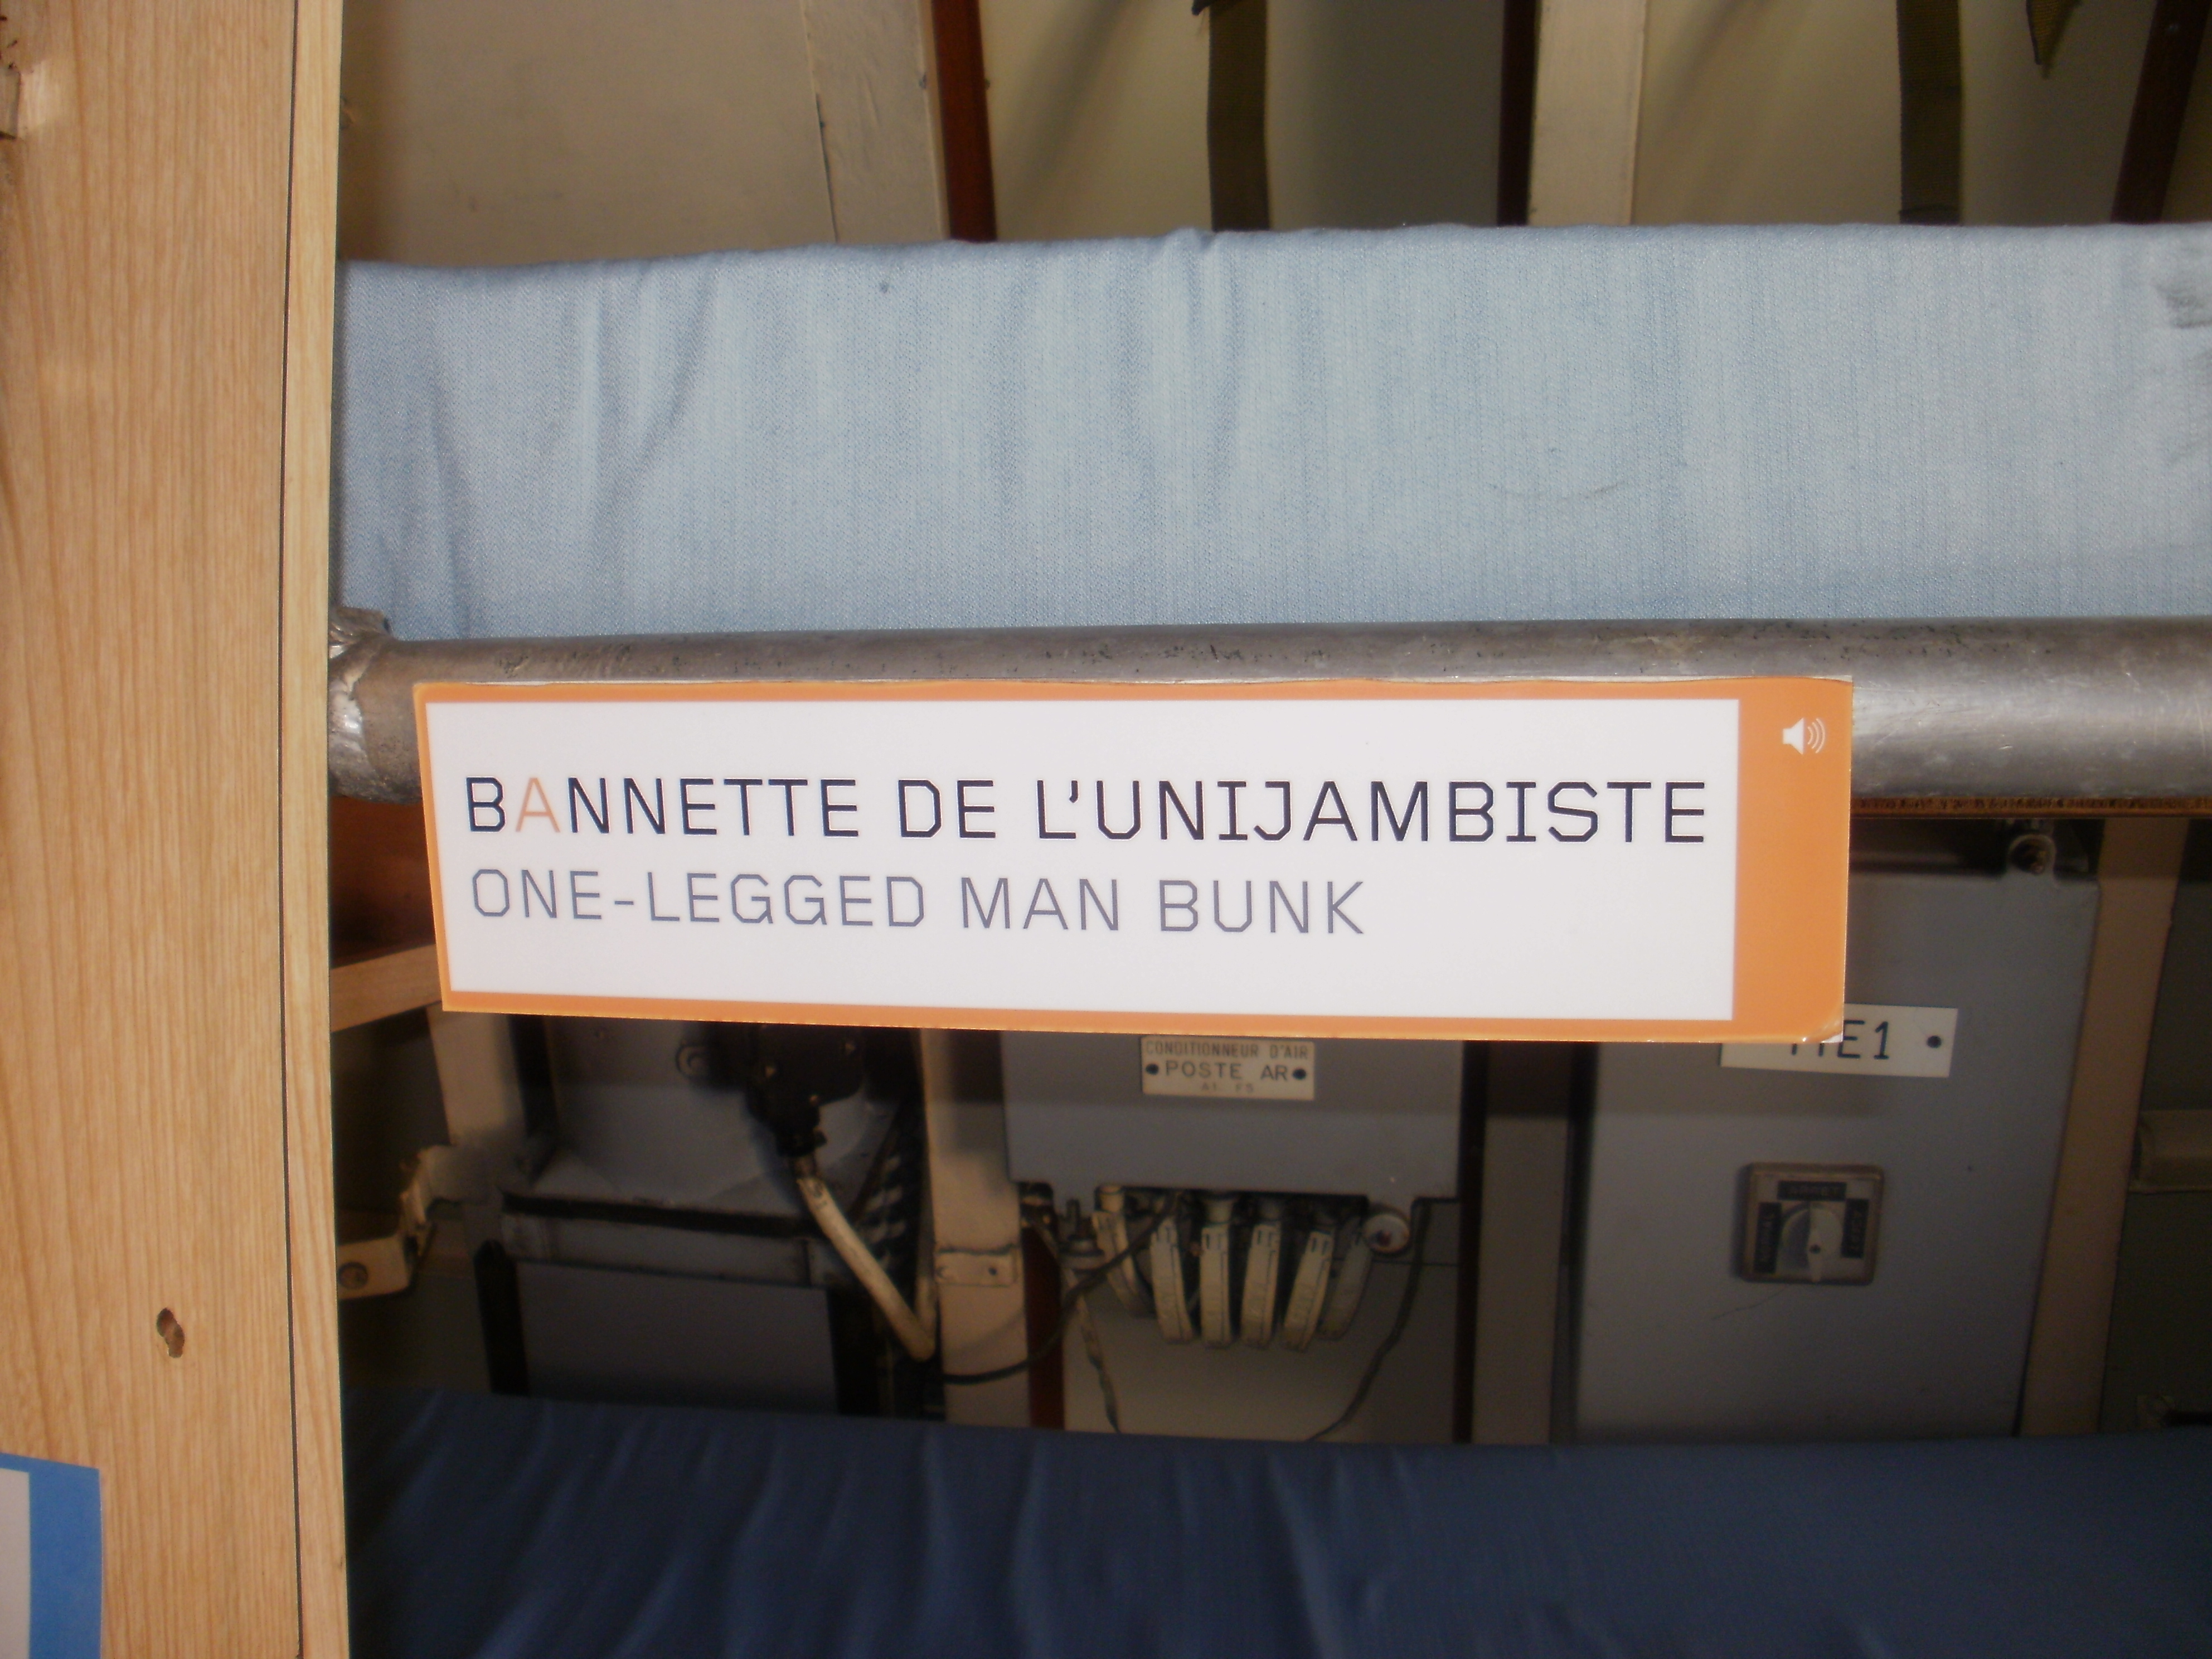 BANNETTE DE L'UNIJAMBISTE
ONE-LEGGED MAN BUNK
CONDITIONNEUR D'AIR
POSTE AR